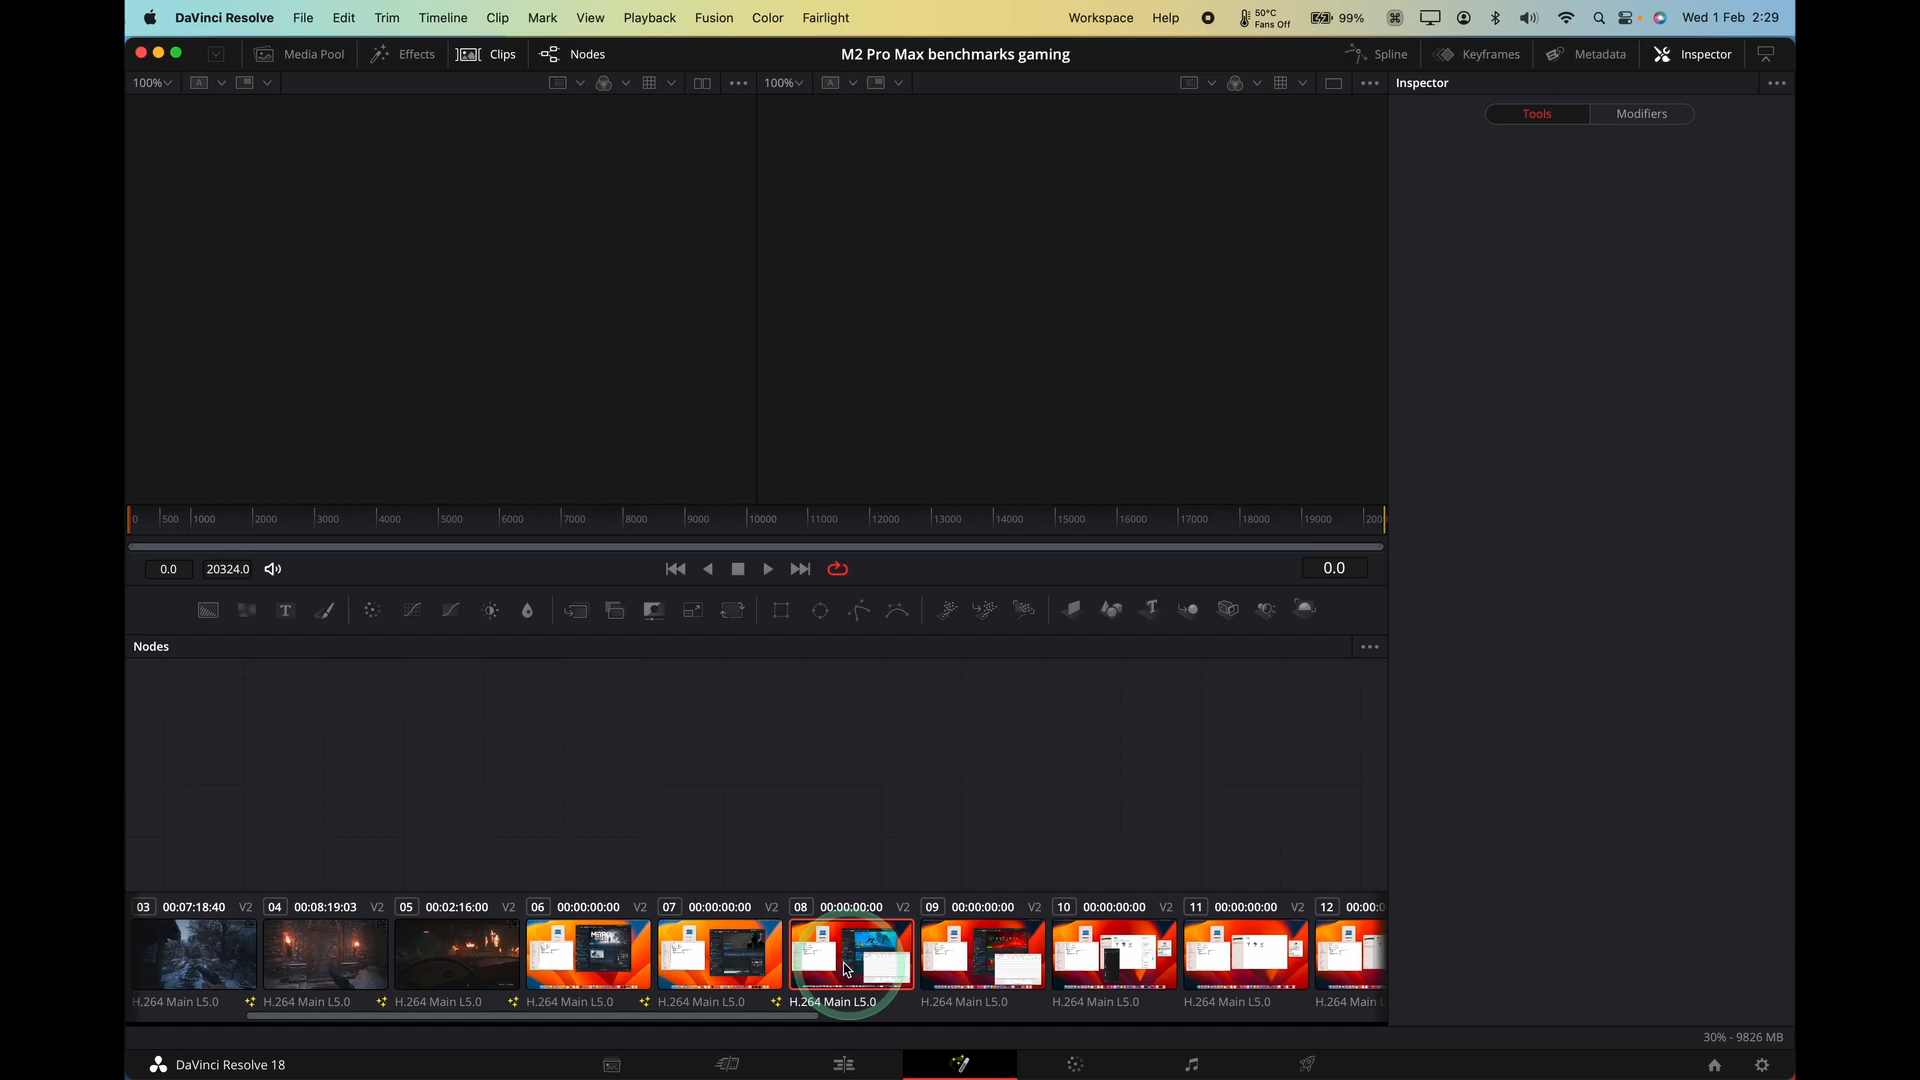 DaVinci Resolve File Edit Trim Timeline Clip Mark View Playback Fusion Color Fairlight Workspace Help 50°C Fans Off 99% Wed 1 Feb 2:29
Media Pool Effects Clips Nodes M2 Pro Max benchmarks gaming Spline Keyframes Metadata Inspector
100% A 100% A Inspector
Tools Modifiers
0 500 1000 2000 3000 4000 5000 6000 7000 8000 9000 10000 11000 12000 13000 14000 15000 16000 17000 18000 19000 200
0.0 20324.0 0.0
T T
Nodes
03 00:07:18:40 V2 04 00:08:19:03 V2 05 00:02:16:00 V2 06 00:00:00:00 V2 07 00:00:00:00 V2 08 00:00:00:00 V2 09 00:00:00:00 V2 10 00:00:00:00 V2 11 00:00:00:00 V2 12 00:00:0
METRO
H.264 Main L5.0 H.264 Main L5.0 H.264 Main L5.0 H.264 Main L5.0 H.264 Main L5.0 H.264 Main L5.0 H.264 Main L5.0 H.264 Main L5.0 H.264 Main L5.0 H.264 Main L5.0
30% - 9826 MB
DaVinci Resolve 18